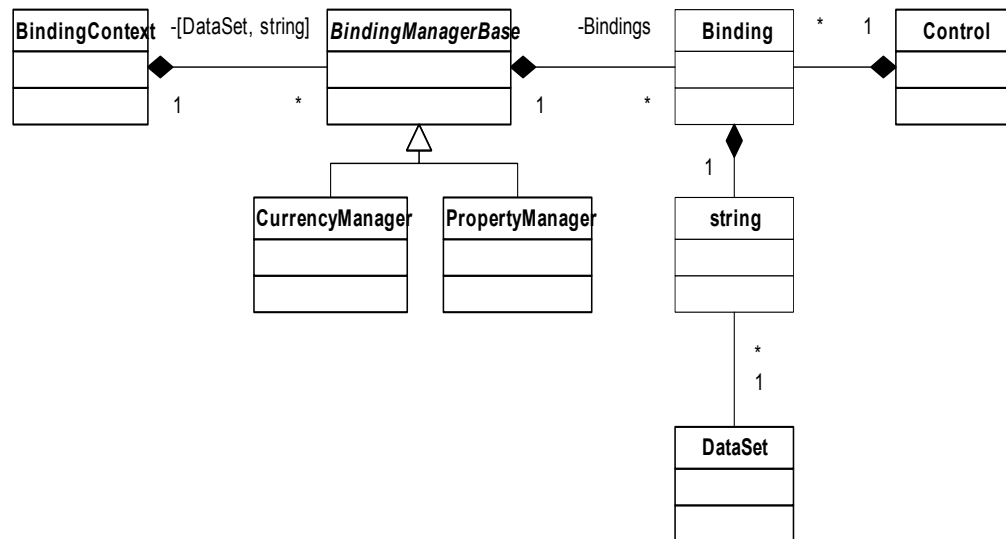 BindingContext -[DataSet, string] BindingManagerBase -Bindings Binding * 1 Control
1 * 1 *
1
CurrencyManager PropertyManager string
*
1
DataSet